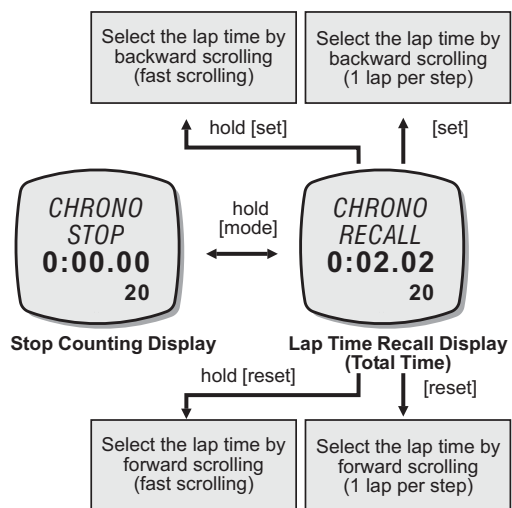 Select the lap time by
backward scrolling
(fast scrolling)
Select the lap time by
backward scrolling
(1 lap per step)
hold [set]
[set]
CHRONO
STOP
0:00.00
20
hold
[mode]
CHRONO
RECALL
0:02.02
20
Stop Counting Display
Lap Time Recall Display
(Total Time)
hold [reset]
[reset]
Select the lap time by
forward scrolling
(fast scrolling)
Select the lap time by
forward scrolling
(1 lap per step)